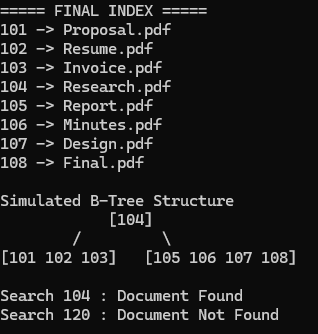 ===== FINAL INDEX =====
101 -> Proposal.pdf
102 -> Resume.pdf
103 -> Invoice.pdf
104 -> Research.pdf
105 -> Report.pdf
106 -> Minutes.pdf
107 -> Design.pdf
108 -> Final.pdf

Simulated B-Tree Structure
[104]
/ \
[101 102 103] [105 106 107 108]

Search 104 : Document Found
Search 120 : Document Not Found